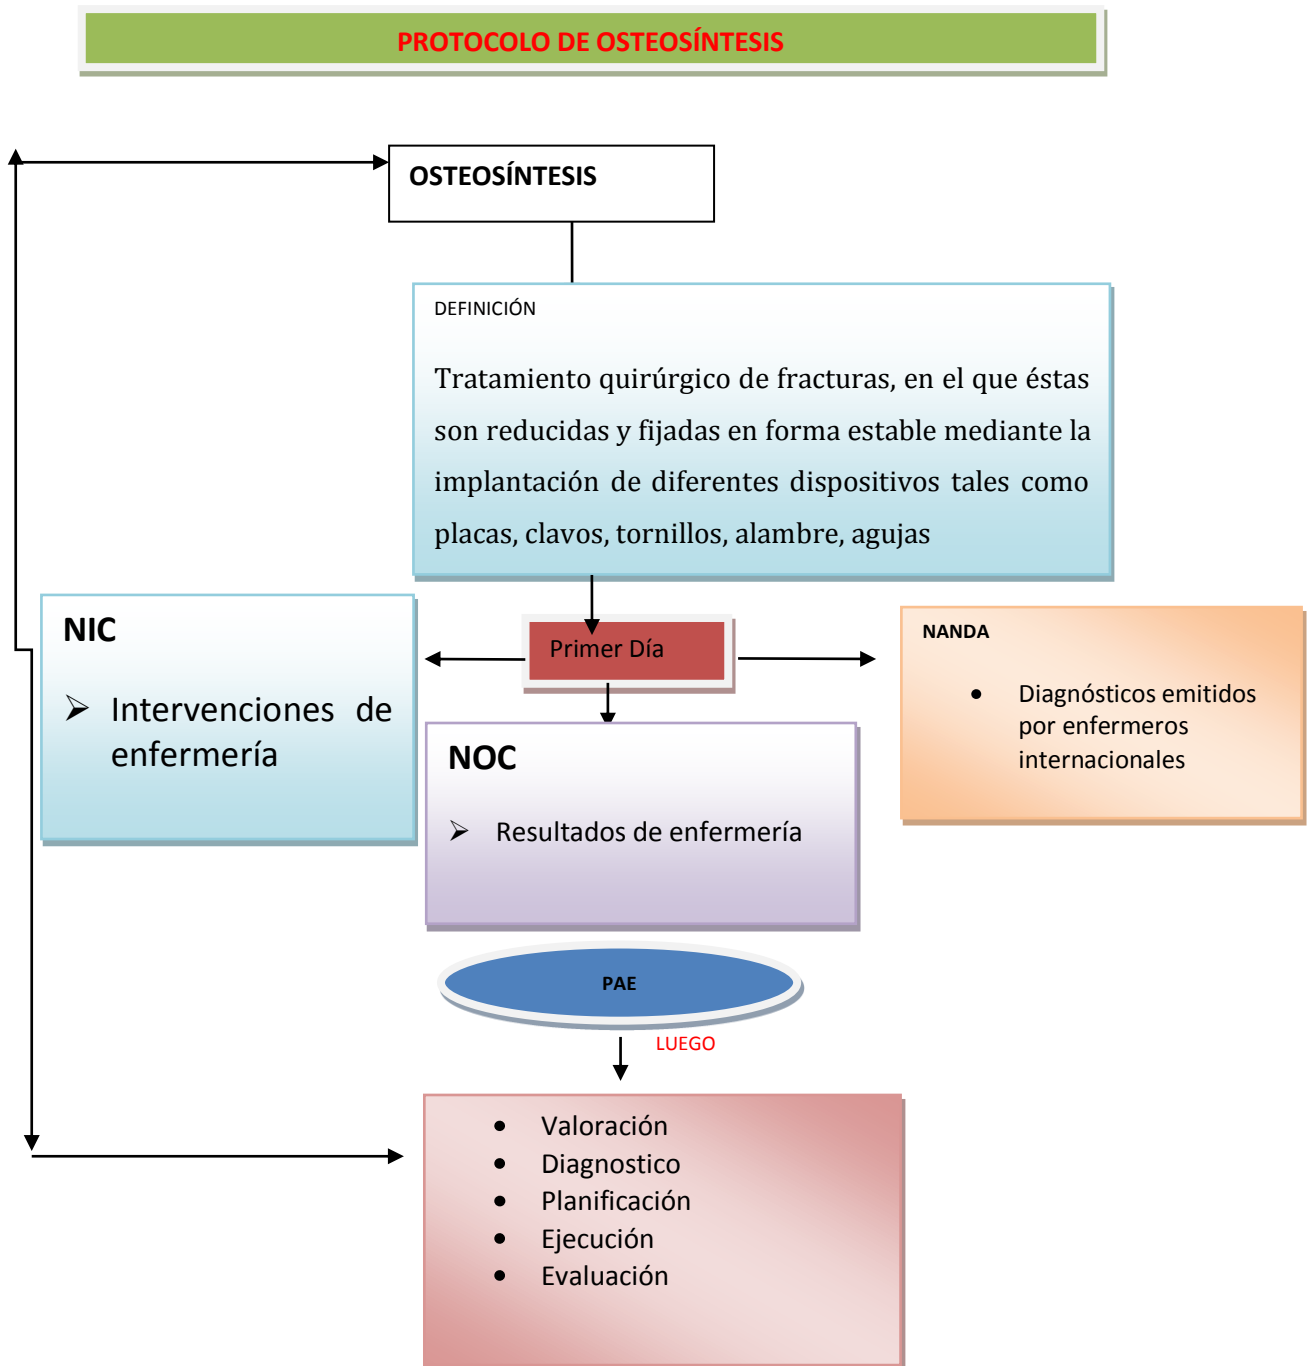 PROTOCOLO DE OSTEOSÍNTESIS
OSTEOSÍNTESIS
DEFINICIÓN
Tratamiento quirúrgico de fracturas, en el que éstas
son reducidas y fijadas en forma estable mediante la
implantación de diferentes dispositivos tales como
placas, clavos, tornillos, alambre, agujas
NIC
➢ Intervenciones de
enfermería
Primer Día
NANDA
• Diagnósticos emitidos
por enfermeros
internacionales
NOC
➢ Resultados de enfermería
PAE
LUEGO
• Valoración
• Diagnostico
• Planificación
• Ejecución
• Evaluación